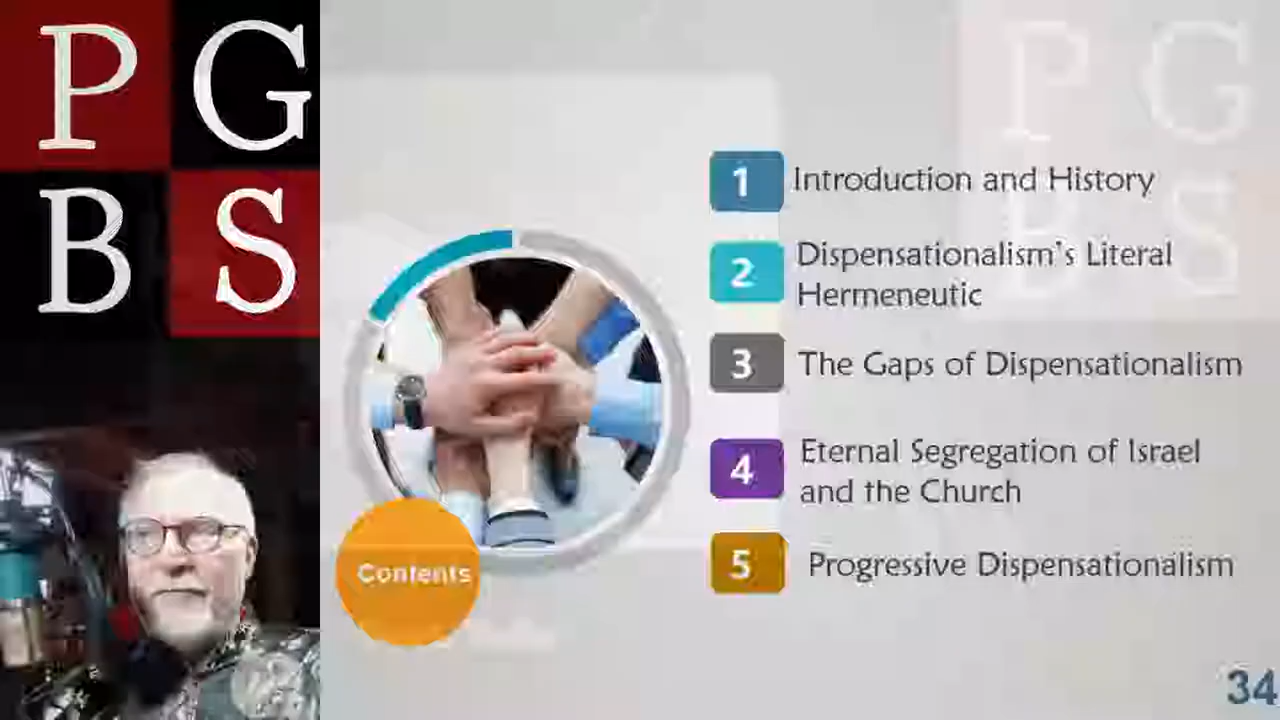 P G
B S
P G
B S
1 Introduction and History
2 Dispensationalism's Literal
Hermeneutic
3 The Gaps of Dispensationalism
4 Eternal Segregation of Israel
and the Church
5 Progressive Dispensationalism
Contents
34